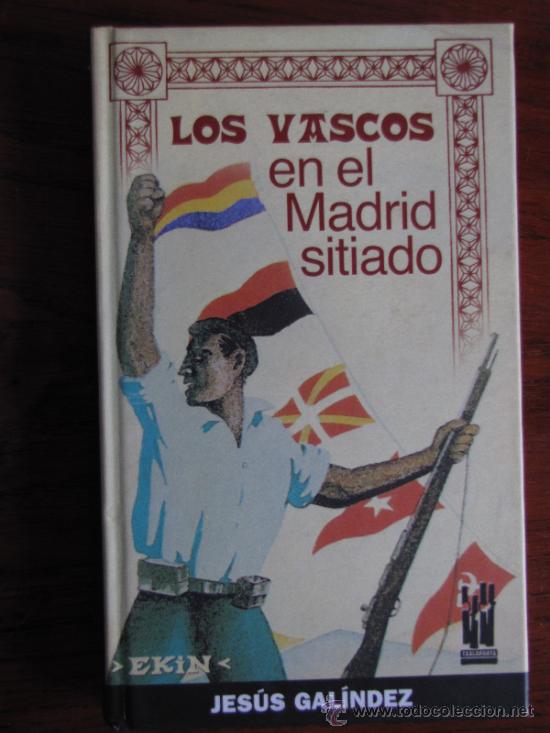 LOS VASCOS
en el
Madrid
sitiado
> EKIN <
TXALAPARTA
JESÚS GALÍNDEZ
© www.todocoleccion.net